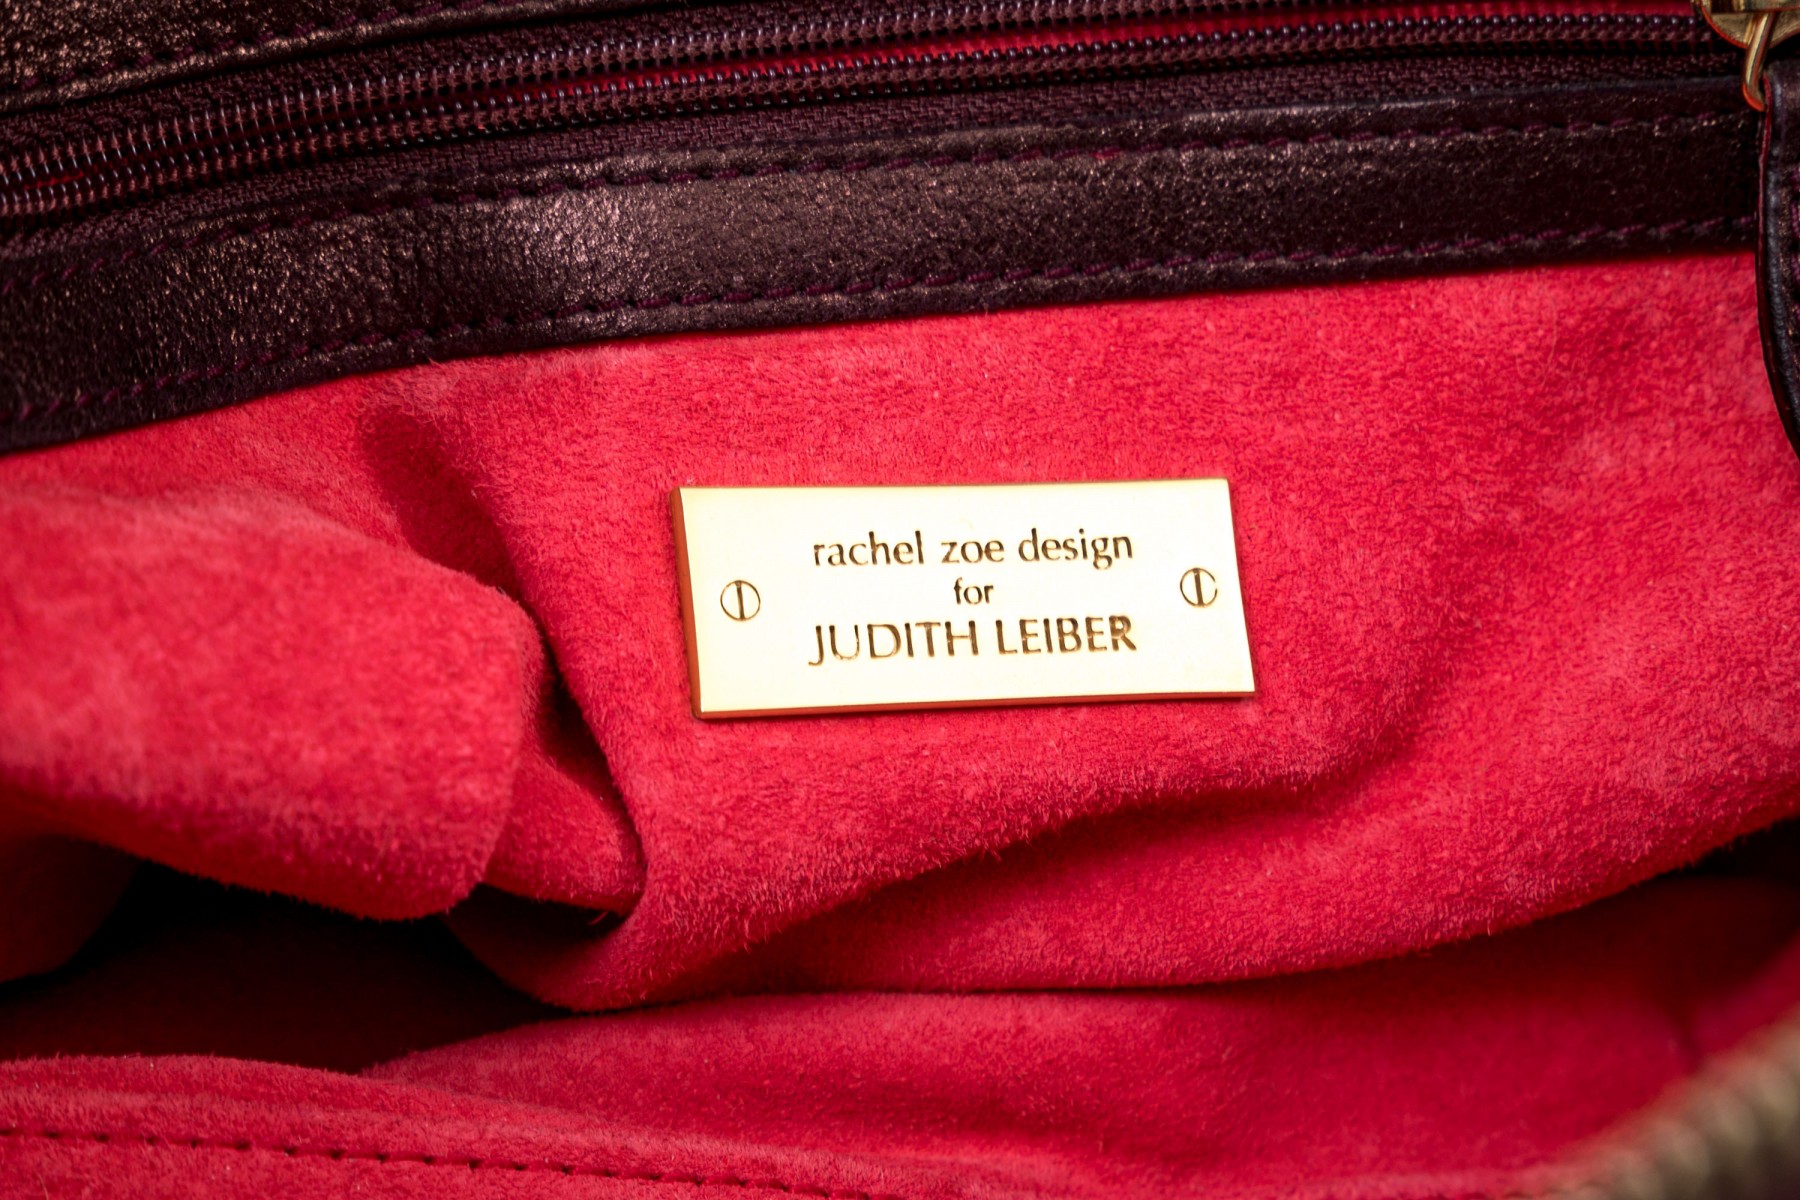 rachel zoe design
for
JUDITH LEIBER